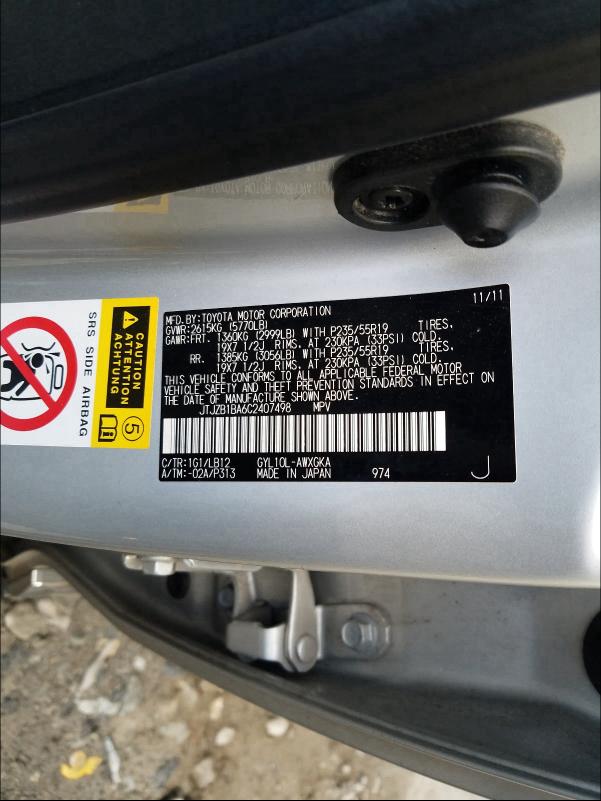 11/11
MFD. BY:TOYOTA MOTOR CORPORATION
GVWR:2615KG (5770LB)
GAWR:FRT. 1360KG (2999LB) WITH P235/55R19 TIRES,
19X7 1/2J RIMS, AT 230KPA (33PSI) COLD.
RR. 1385KG (3056LB) WITH P235/55R19 TIRES,
19X7 1/2J RIMS, AT 230KPA (33PSI) COLD.
THIS VEHICLE CONFORMS TO ALL APPLICABLE FEDERAL MOTOR
VEHICLE SAFETY AND THEFT PREVENTION STANDARDS IN EFFECT ON
THE DATE OF MANUFACTURE SHOWN ABOVE.
JTJZB1BA6C2407498 MPV
C/TR:1G1/LB12 GYL10L-AWXGKA
A/TM:-02A/P313 MADE IN JAPAN 974
J
SRS SIDE AIRBAG
CAUTION
ATTENTION
ACHTUNG
5